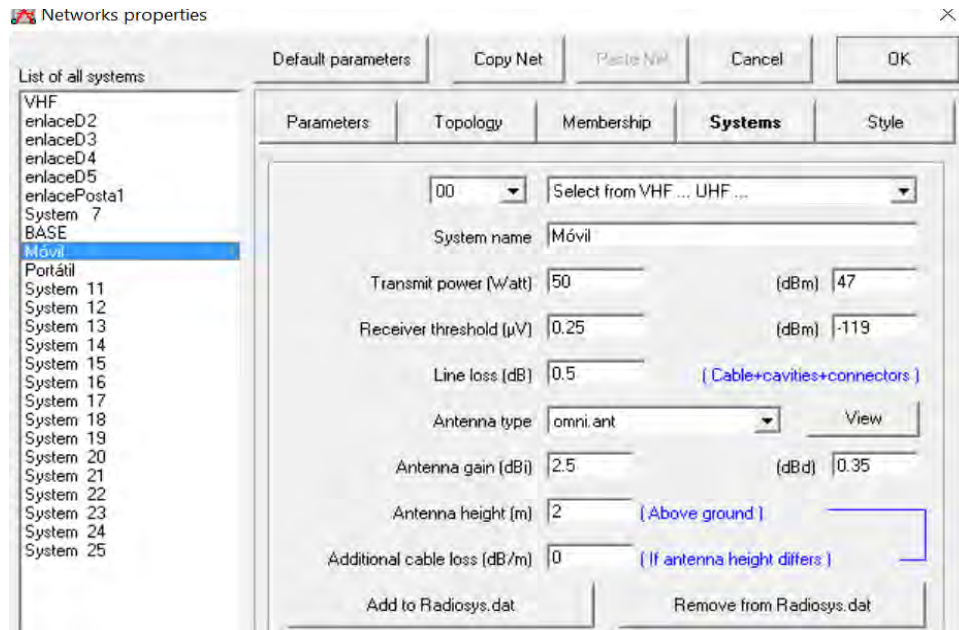 Networks properties
Default parameters Copy Net Paste Net Cancel OK
List of all systems
VHF
enlaceD2
enlaceD3
enlaceD4
enlaceD5
enlacePosta1
System 7
BASE
Móvil
Portátil
System 11
System 12
System 13
System 14
System 15
System 16
System 17
System 18
System 19
System 20
System 21
System 22
System 23
System 24
System 25
Parameters Topology Membership Systems Style
00 Select from VHF ... UHF ...
System name Móvil
Transmit power (Watt) 50 (dBm) 47
Receiver threshold (µV) 0.25 (dBm) -119
Line loss (dB) 0.5 ( Cable+cavities+connectors )
Antenna type omni.ant View
Antenna gain (dBi) 2.5 (dBd) 0.35
Antenna height (m) 2 ( Above ground )
Additional cable loss (dB/m) 0 ( If antenna height differs )
Add to Radiosys.dat Remove from Radiosys.dat